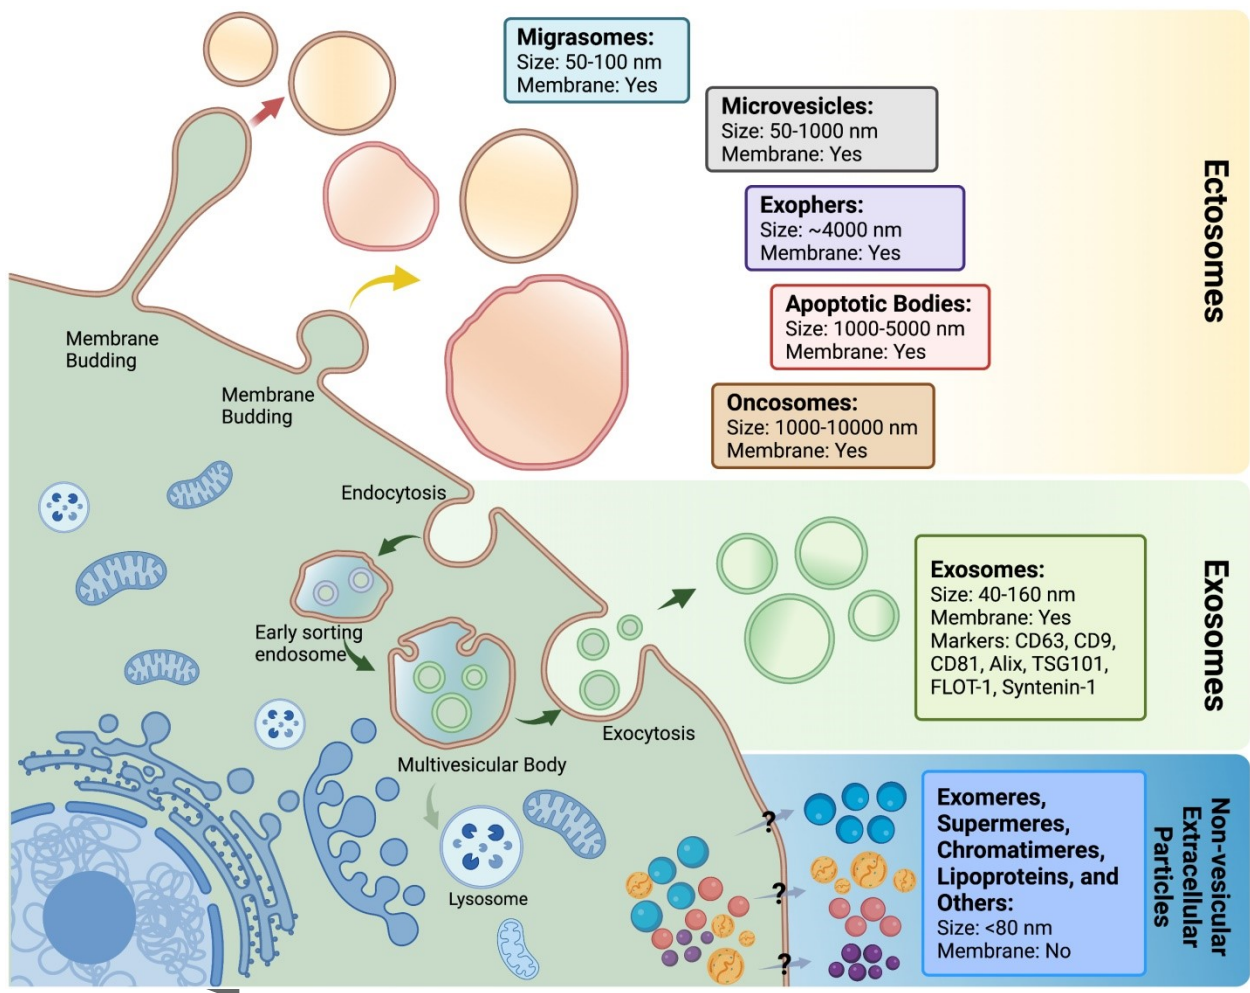 Migrasomes:
Size: 50-100 nm
Membrane: Yes
Microvesicles:
Size: 50-1000 nm
Membrane: Yes
Exophers:
Size: ~4000 nm
Membrane: Yes
Apoptotic Bodies:
Size: 1000-5000 nm
Membrane: Yes
Oncosomes:
Size: 1000-10000 nm
Membrane: Yes
Ectosomes
Membrane
Budding
Membrane
Budding
Endocytosis
Early sorting
endosome
Multivesicular Body
Lysosome
Exocytosis
Exosomes:
Size: 40-160 nm
Membrane: Yes
Markers: CD63, CD9,
CD81, Alix, TSG101,
FLOT-1, Syntenin-1
Exosomes
?
?
?
Exomeres,
Supermeres,
Chromatimeres,
Lipoproteins, and
Others:
Size: <80 nm
Membrane: No
Non-vesicular
Extracellular
Particles